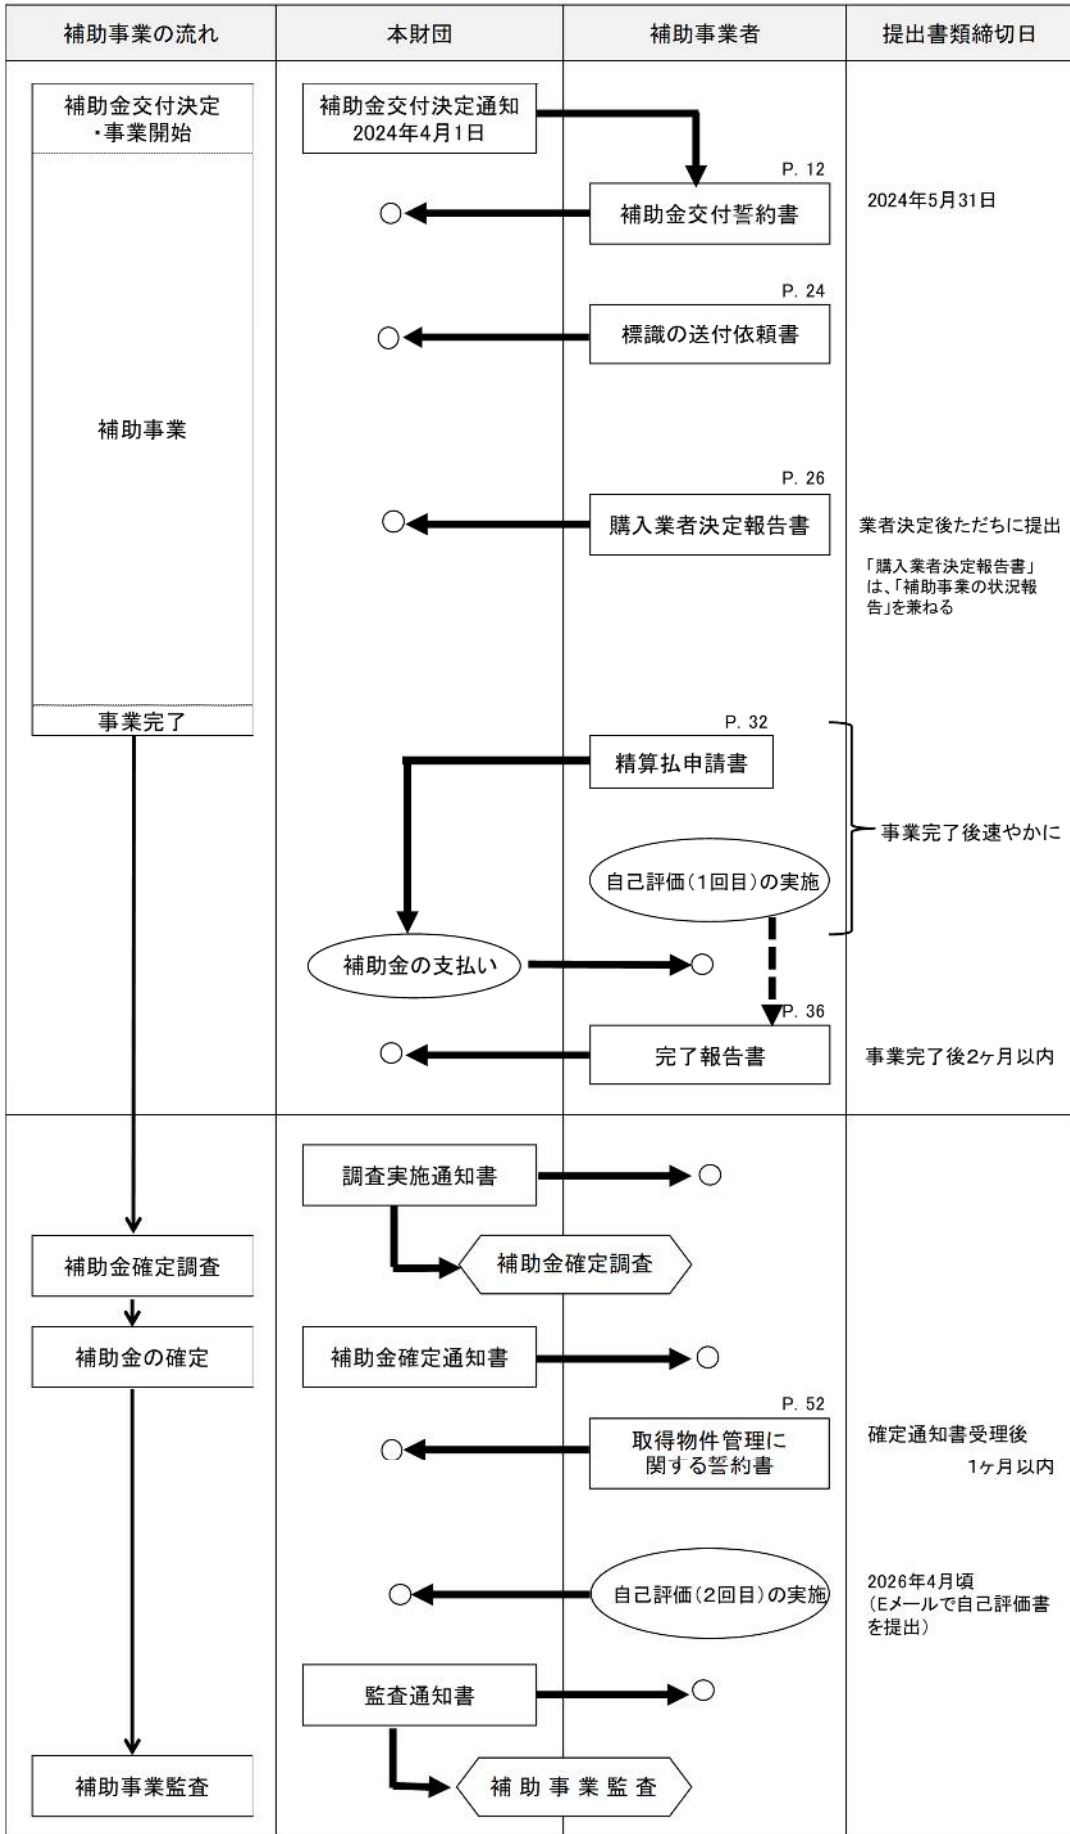 補助事業の流れ
本財団
補助事業者
提出書類締切日
補助金交付決定
・事業開始
補助金交付決定通知
2024年4月1日
P. 12
補助金交付誓約書
2024年5月31日
P. 24
標識の送付依頼書
補助事業
P. 26
購入業者決定報告書
業者決定後ただちに提出
「購入業者決定報告書」
は、「補助事業の状況報
告」を兼ねる
事業完了
P. 32
精算払申請書
事業完了後速やかに
自己評価(1回目)の実施
補助金の支払い
P. 36
完了報告書
事業完了後2ヶ月以内
調査実施通知書
補助金確定調査
補助金確定調査
補助金の確定
補助金確定通知書
P. 52
取得物件管理に
関する誓約書
確定通知書受理後
1ヶ月以内
自己評価(2回目)の実施
2026年4月頃
(Eメールで自己評価書
を提出)
監査通知書
補助事業監査
補 助 事 業 監 査